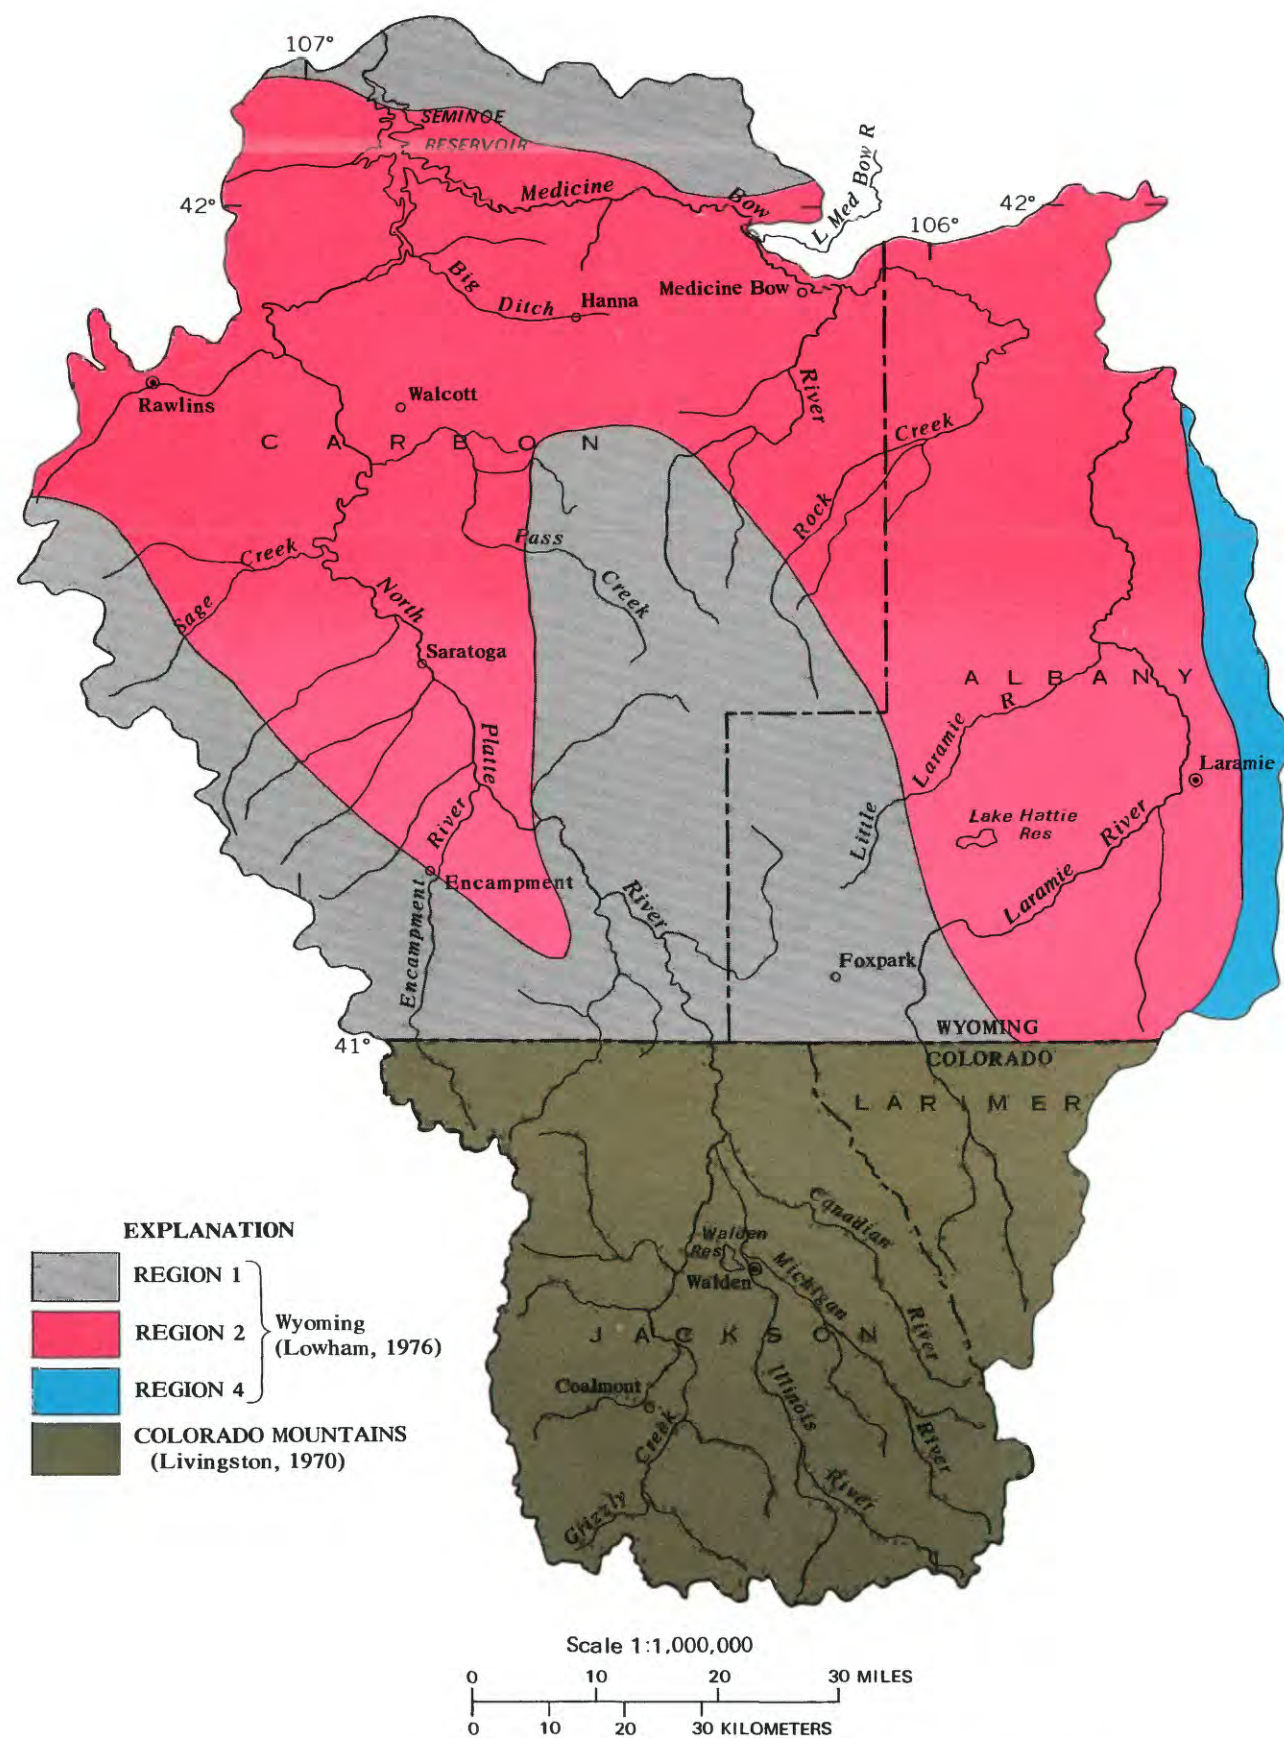 107°
SEMINOE
RESERVOIR
L Med Bow R
42°
Medicine Bow
42°
106°
Big Ditch
Hanna
Medicine Bow
River
Rawlins
Walcott
CARBON
Rock Creek
Pass Creek
Sage Creek
North Platte River
Saratoga
ALBANY
Little Laramie R
Laramie
Lake Hattie
Res
Laramie River
Encampment River
Encampment
Foxpark
41°
WYOMING
COLORADO
LARIMER
Canadian River
Walden
Res
Walden
Michigan River
JACKSON
Coalmont
Illinois River
Grizzly Creek
EXPLANATION
REGION 1
REGION 2
REGION 4
Wyoming
(Lowham, 1976)
COLORADO MOUNTAINS
(Livingston, 1970)
Scale 1:1,000,000
0 10 20 30 MILES
0 10 20 30 KILOMETERS